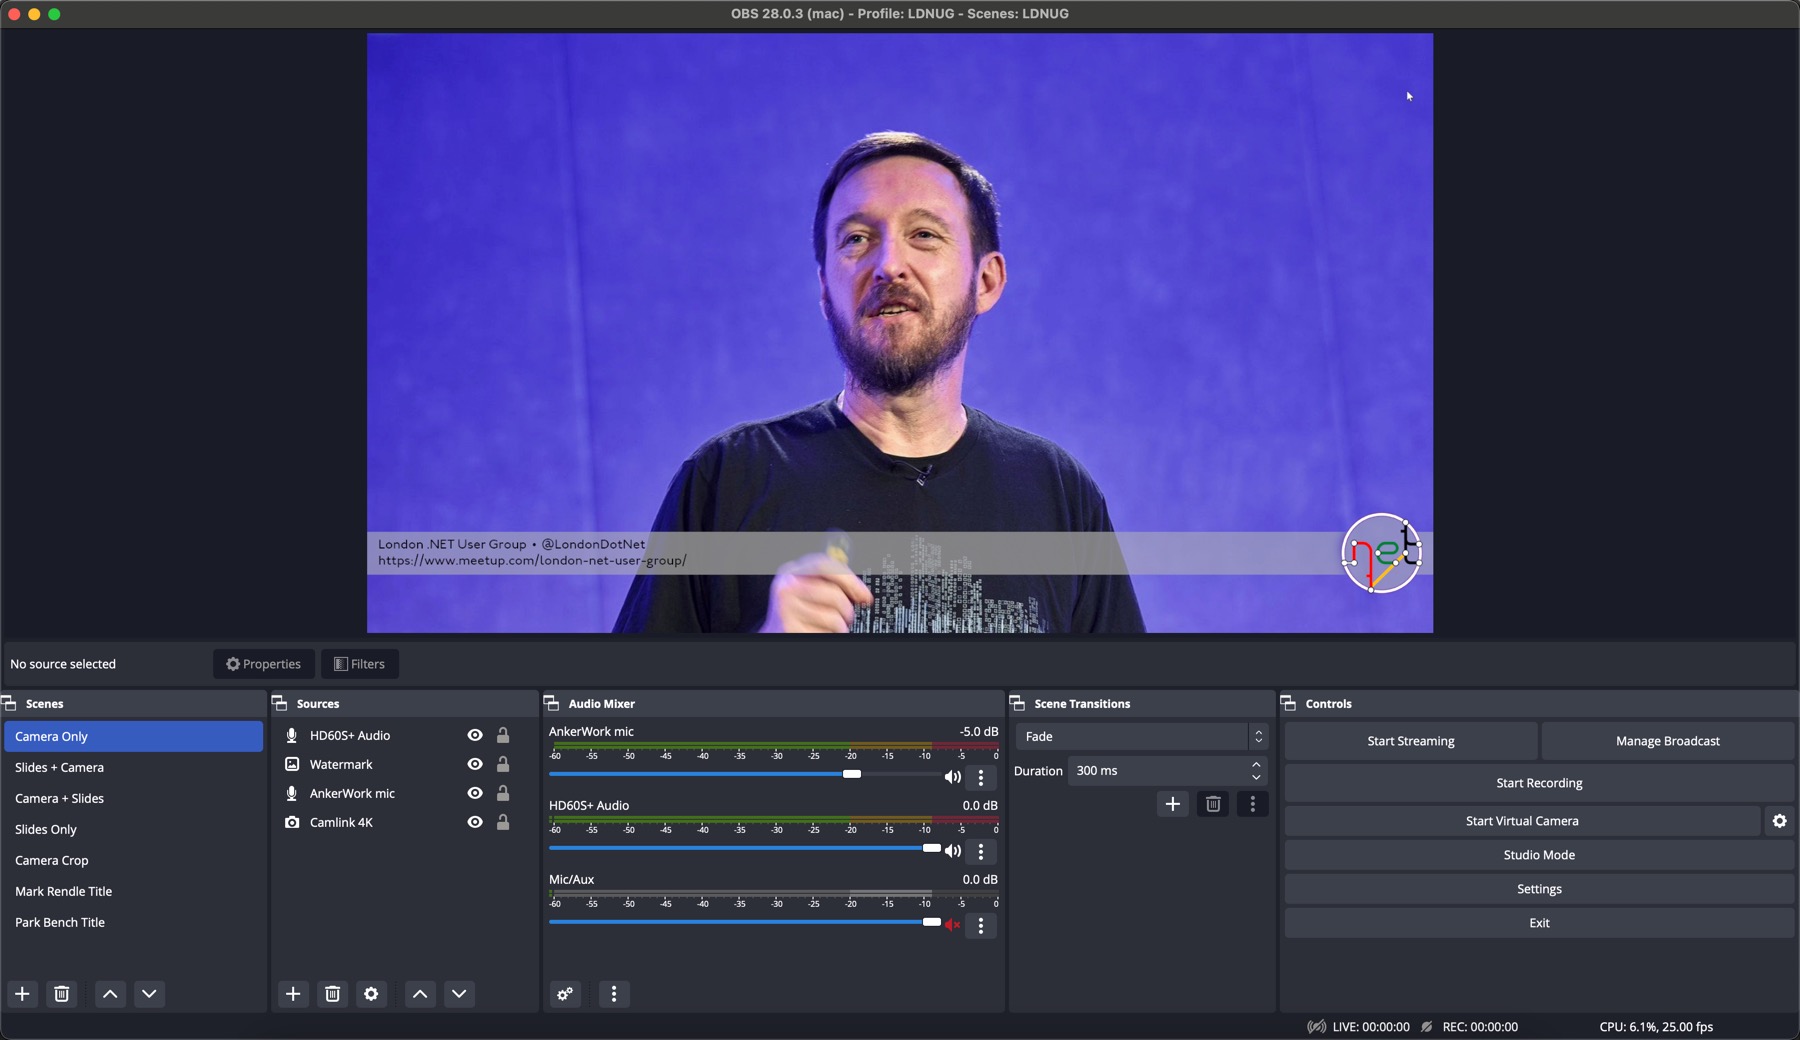 OBS 28.0.3 (mac) - Profile: LDNUG - Scenes: LDNUG
London .NET User Group • @LondonDotNet
https://www.meetup.com/london-net-user-group/
net
No source selected
Properties
Filters
Scenes
Camera Only
Slides + Camera
Camera + Slides
Slides Only
Camera Crop
Mark Rendle Title
Park Bench Title
Sources
HD60S+ Audio
Watermark
AnkerWork mic
Camlink 4K
Audio Mixer
AnkerWork mic -5.0 dB
-60 -55 -50 -45 -40 -35 -30 -25 -20 -15 -10 -5 0
HD60S+ Audio 0.0 dB
-60 -55 -50 -45 -40 -35 -30 -25 -20 -15 -10 -5 0
Mic/Aux 0.0 dB
-60 -55 -50 -45 -40 -35 -30 -25 -20 -15 -10 -5 0
Scene Transitions
Fade
Duration 300 ms
Controls
Start Streaming
Manage Broadcast
Start Recording
Start Virtual Camera
Studio Mode
Settings
Exit
LIVE: 00:00:00 REC: 00:00:00 CPU: 6.1%, 25.00 fps